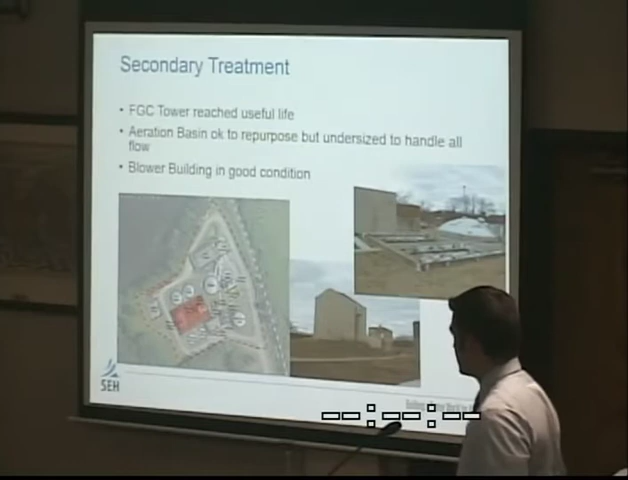 Secondary Treatment
• FGC Tower reached useful life
• Aeration Basin ok to repurpose but undersized to handle all
flow
• Blower Building in good condition
SEH
--:--:--